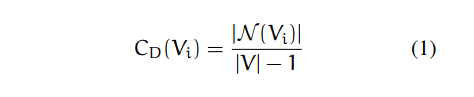 C_D(V_i) = |𝒩(V_i)| / |V| − 1 (1)